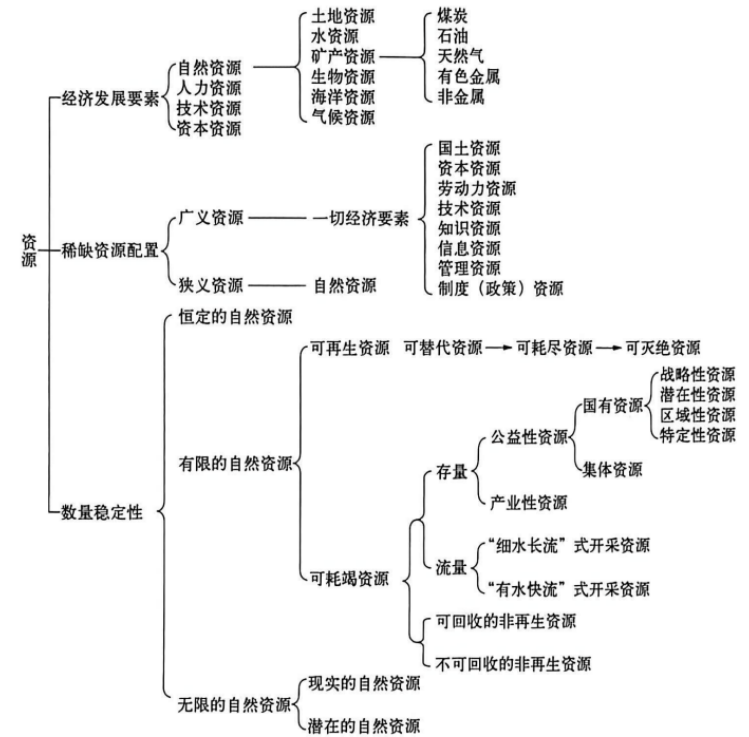 资源
经济发展要素
自然资源
人力资源
技术资源
资本资源
土地资源
水资源
矿产资源
生物资源
海洋资源
气候资源
煤炭
石油
天然气
有色金属
非金属
稀缺资源配置
广义资源
一切经济要素
国土资源
资本资源
劳动力资源
技术资源
知识资源
信息资源
管理资源
制度（政策）资源
狭义资源
自然资源
数量稳定性
恒定的自然资源
有限的自然资源
可再生资源
可替代资源
可耗尽资源
可灭绝资源
可耗竭资源
存量
公益性资源
国有资源
战略性资源
潜在性资源
区域性资源
特定性资源
集体资源
产业性资源
流量
“细水长流”式开采资源
“有水快流”式开采资源
可回收的非再生资源
不可回收的非再生资源
无限的自然资源
现实的自然资源
潜在的自然资源